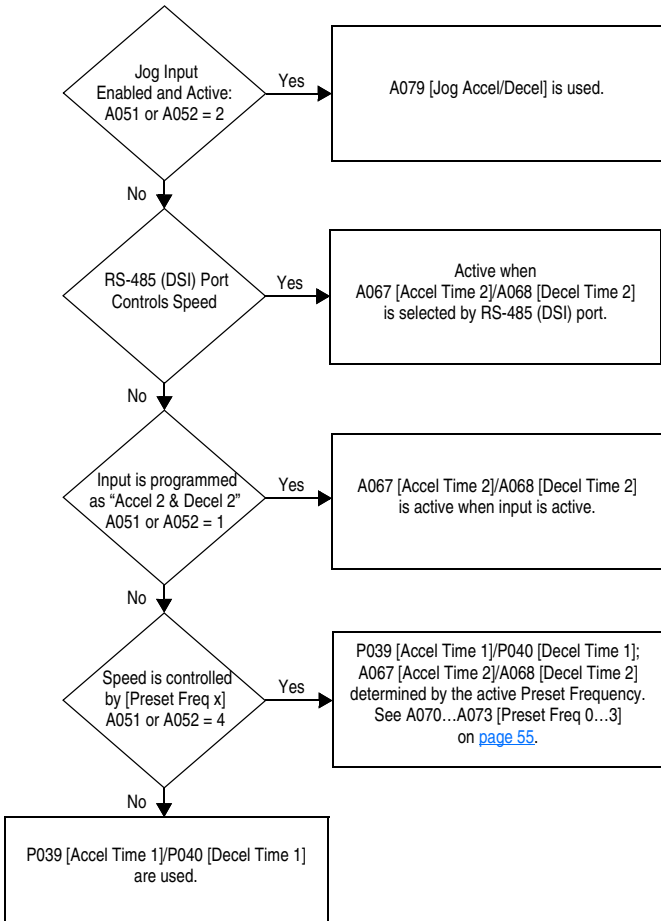 Jog Input
Enabled and Active:
A051 or A052 = 2
Yes
A079 [Jog Accel/Decel] is used.
No
RS-485 (DSI) Port
Controls Speed
Yes
Active when
A067 [Accel Time 2]/A068 [Decel Time 2]
is selected by RS-485 (DSI) port.
No
Input is programmed
as “Accel 2 & Decel 2”
A051 or A052 = 1
Yes
A067 [Accel Time 2]/A068 [Decel Time 2]
is active when input is active.
No
Speed is controlled
by [Preset Freq x]
A051 or A052 = 4
Yes
P039 [Accel Time 1]/P040 [Decel Time 1];
A067 [Accel Time 2]/A068 [Decel Time 2]
determined by the active Preset Frequency.
See A070…A073 [Preset Freq 0…3]
on page 55.
No
P039 [Accel Time 1]/P040 [Decel Time 1]
are used.